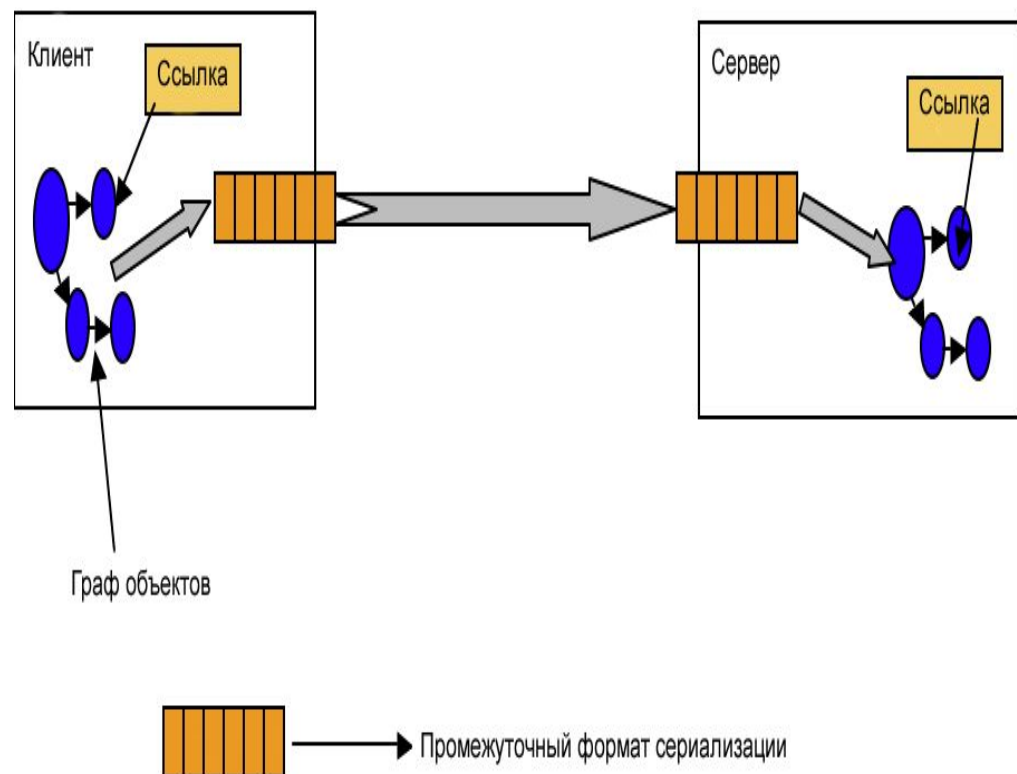 Клиент
Ссылка
Сервер
Ссылка
Граф объектов
Промежуточный формат сериализации